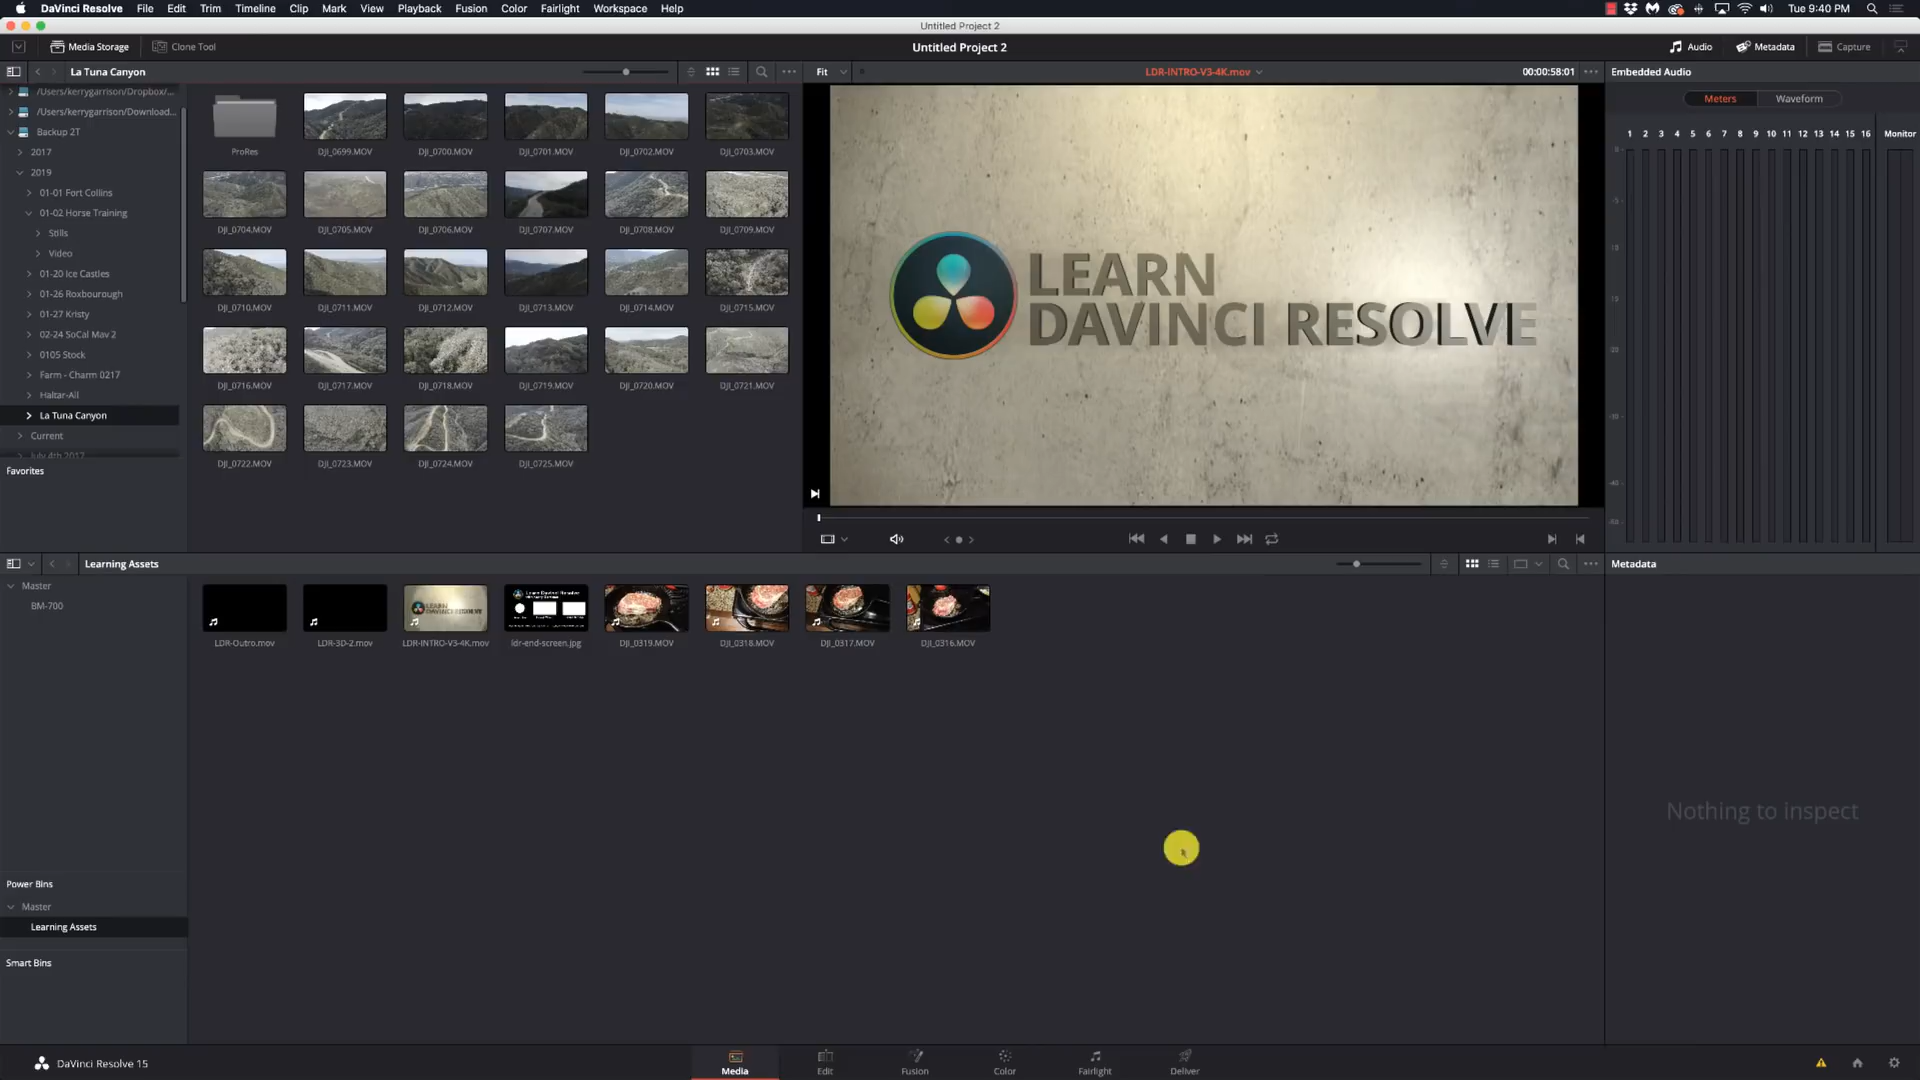 DaVinci Resolve File Edit Trim Timeline Clip Mark View Playback Fusion Color Fairlight Workspace Help Tue 9:40 PM
Untitled Project 2
Media Storage Clone Tool Untitled Project 2 Audio Metadata Capture
La Tuna Canyon Fit LDR-INTRO-V3-4K.mov 00:00:58:01 Embedded Audio
/Users/kerrygarrison/Dropbox/...
/Users/kerrygarrison/Download...
Backup 2T
2017
2019
01-01 Fort Collins
01-02 Horse Training
Stills
Video
01-20 Ice Castles
01-26 Roxbourough
01-27 Kristy
02-24 SoCal Mav 2
0105 Stock
Farm - Charm 0217
Haltar-All
La Tuna Canyon
Current
July 4th 2017
Favorites
ProRes DJI_0699.MOV DJI_0700.MOV DJI_0701.MOV DJI_0702.MOV DJI_0703.MOV
DJI_0704.MOV DJI_0705.MOV DJI_0706.MOV DJI_0707.MOV DJI_0708.MOV DJI_0709.MOV
DJI_0710.MOV DJI_0711.MOV DJI_0712.MOV DJI_0713.MOV DJI_0714.MOV DJI_0715.MOV
DJI_0716.MOV DJI_0717.MOV DJI_0718.MOV DJI_0719.MOV DJI_0720.MOV DJI_0721.MOV
DJI_0722.MOV DJI_0723.MOV DJI_0724.MOV DJI_0725.MOV
LEARN
DAVINCI RESOLVE
Meters Waveform
1 2 3 4 5 6 7 8 9 10 11 12 13 14 15 16 Monitor
Learning Assets Metadata
Master
BM-700
LDR-Outro.mov LDR-3D-2.mov LDR-INTRO-V3-4K.mov ldr-end-screen.jpg DJI_0319.MOV DJI_0318.MOV DJI_0317.MOV DJI_0316.MOV
Nothing to inspect
Power Bins
Master
Learning Assets
Smart Bins
DaVinci Resolve 15 Media Edit Fusion Color Fairlight Deliver